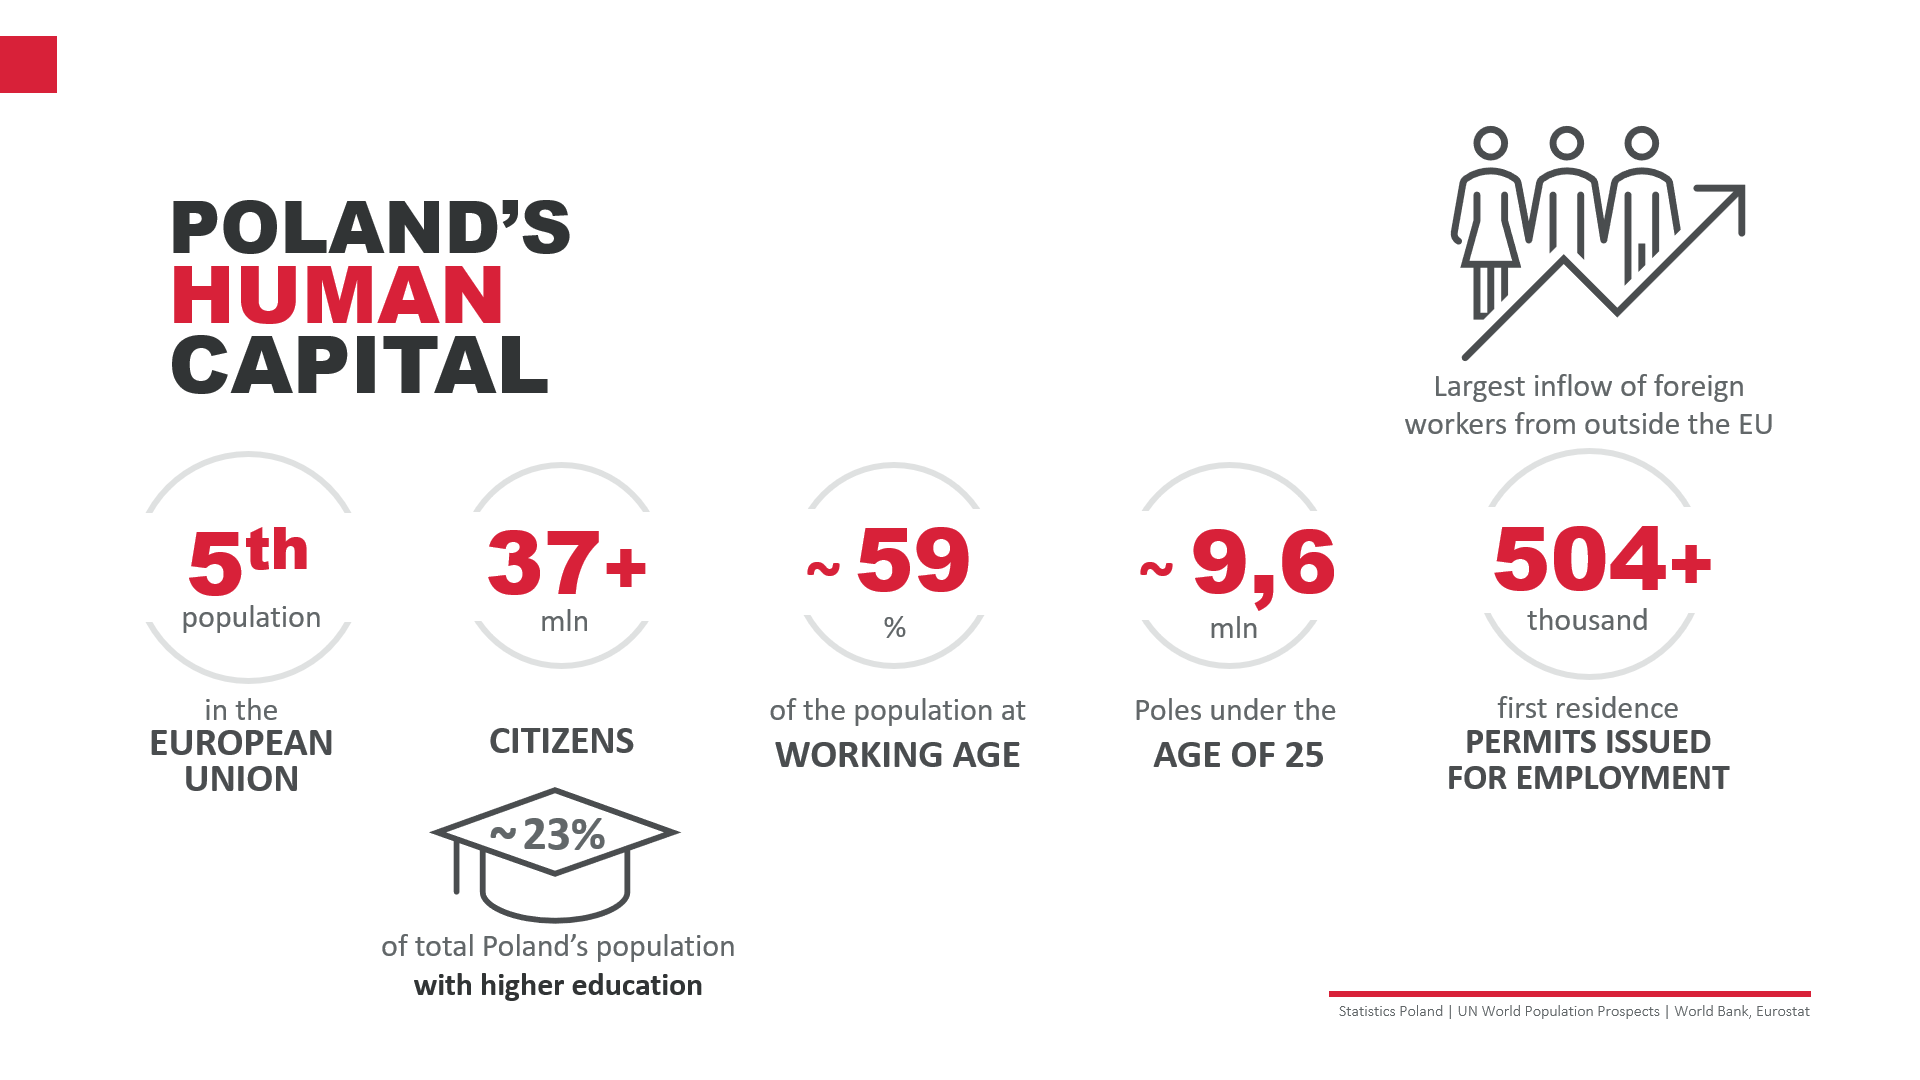 POLAND’S
HUMAN
CAPITAL
5th
population
in the
EUROPEAN
UNION
37+
mln
CITIZENS
~ 23%
of total Poland’s population
with higher education
~ 59
%
of the population at
WORKING AGE
~ 9,6
mln
Poles under the
AGE OF 25
Largest inflow of foreign
workers from outside the EU
504+
thousand
first residence
PERMITS ISSUED
FOR EMPLOYMENT
Statistics Poland | UN World Population Prospects | World Bank, Eurostat